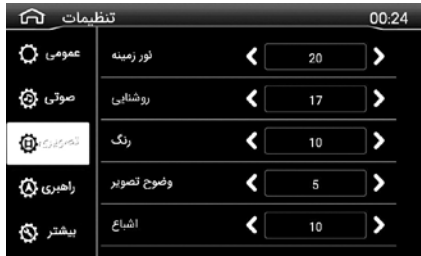 تنظیمات
00:24
عمومی
صوتی
تصویری
راهبری
بیشتر
نور زمینه
20
روشنایی
17
رنگ
10
وضوح تصویر
5
اشباع
10